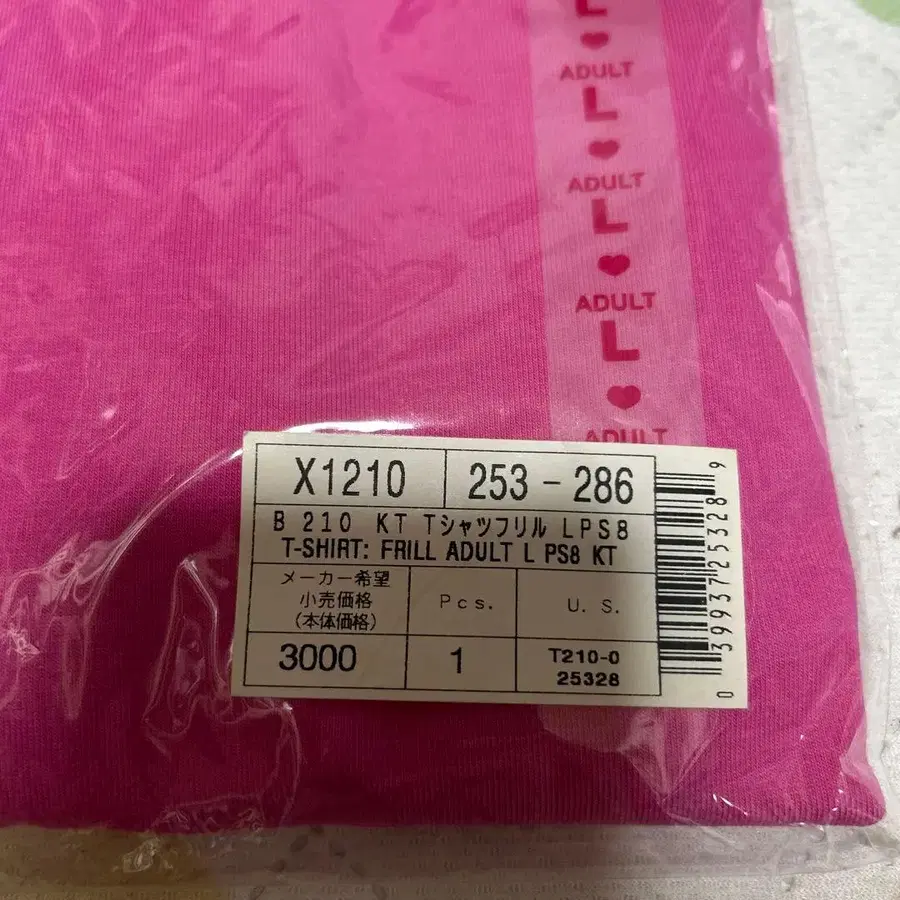 L
ADULT
L
ADULT
L
ADULT
L
ADULT
X1210
253-286
B 210 KT Tシャツフリル LPS8
T-SHIRT: FRILL ADULT L PS8 KT
メーカー希望
小売価格
(本体価格)
Pcs.
U.S.
3000
1
T210-0
25328
0 39937 25328 9